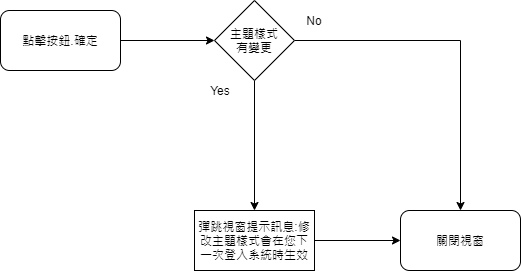 點擊按鈕.確定
主題樣式
有變更
No
Yes
彈跳視窗提示訊息:修
改主題樣式會在您下
一次登入系統時生效
關閉視窗